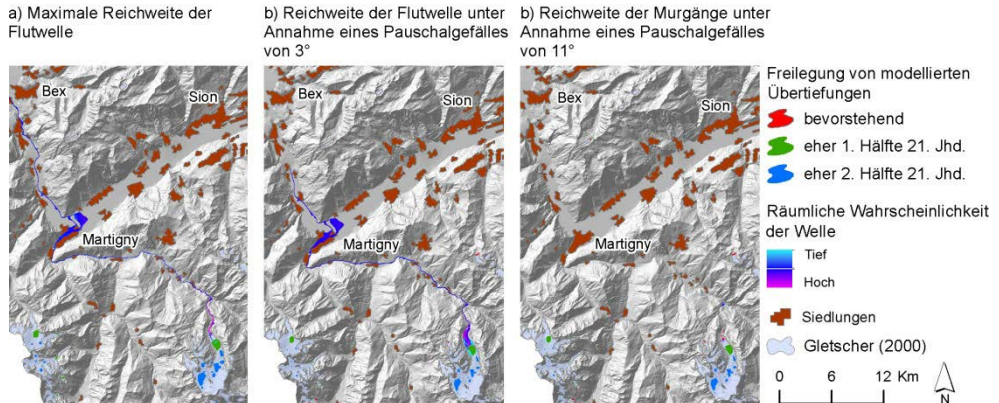 a) Maximale Reichweite der
Flutwelle
b) Reichweite der Flutwelle unter
Annahme eines Pauschalgefälles
von 3°
b) Reichweite der Murgänge unter
Annahme eines Pauschalgefälles
von 11°
Bex
Sion
Martigny
Bex
Sion
Martigny
Bex
Sion
Martigny
Freilegung von modellierten
Übertiefungen
bevorstehend
eher 1. Hälfte 21. Jhd.
eher 2. Hälfte 21. Jhd.
Räumliche Wahrscheinlichkeit
der Welle
Tief
Hoch
Siedlungen
Gletscher (2000)
0 6 12 Km
N